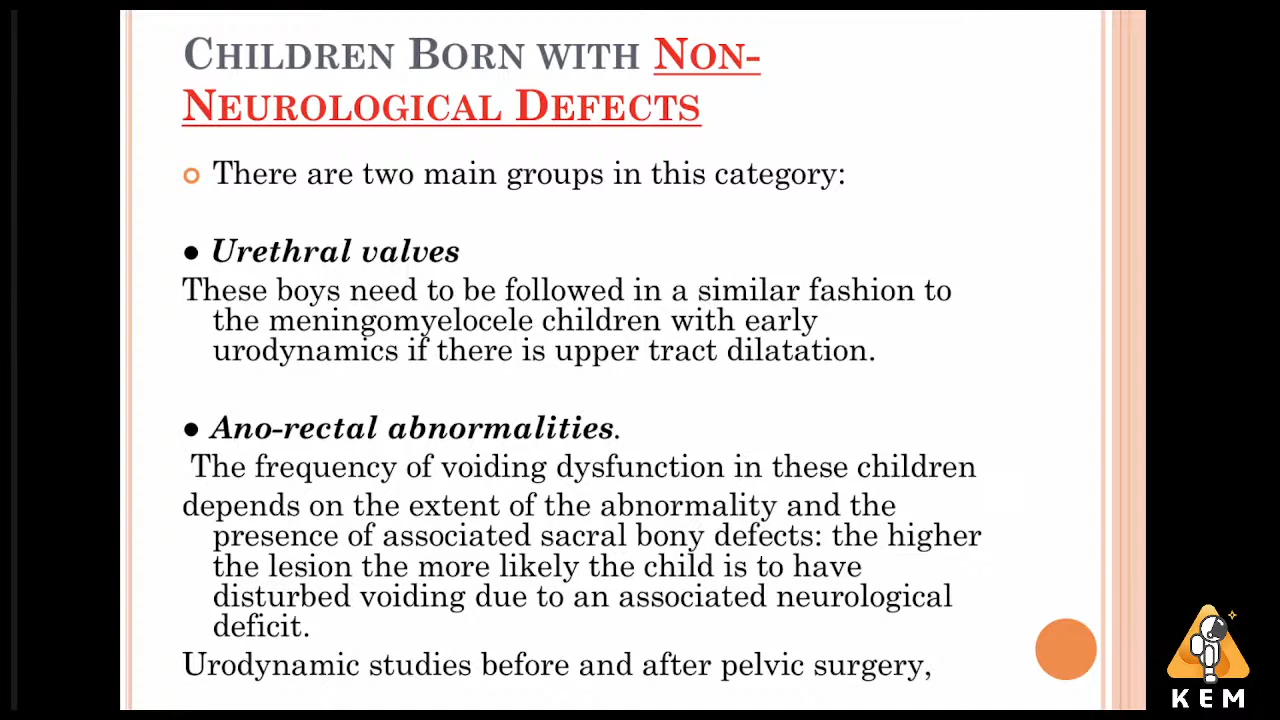 CHILDREN BORN WITH NON-
NEUROLOGICAL DEFECTS
There are two main groups in this category:
● Urethral valves
These boys need to be followed in a similar fashion to
the meningomyelocele children with early
urodynamics if there is upper tract dilatation.
● Ano-rectal abnormalities.
The frequency of voiding dysfunction in these children
depends on the extent of the abnormality and the
presence of associated sacral bony defects: the higher
the lesion the more likely the child is to have
disturbed voiding due to an associated neurological
deficit.
Urodynamic studies before and after pelvic surgery,
KEM